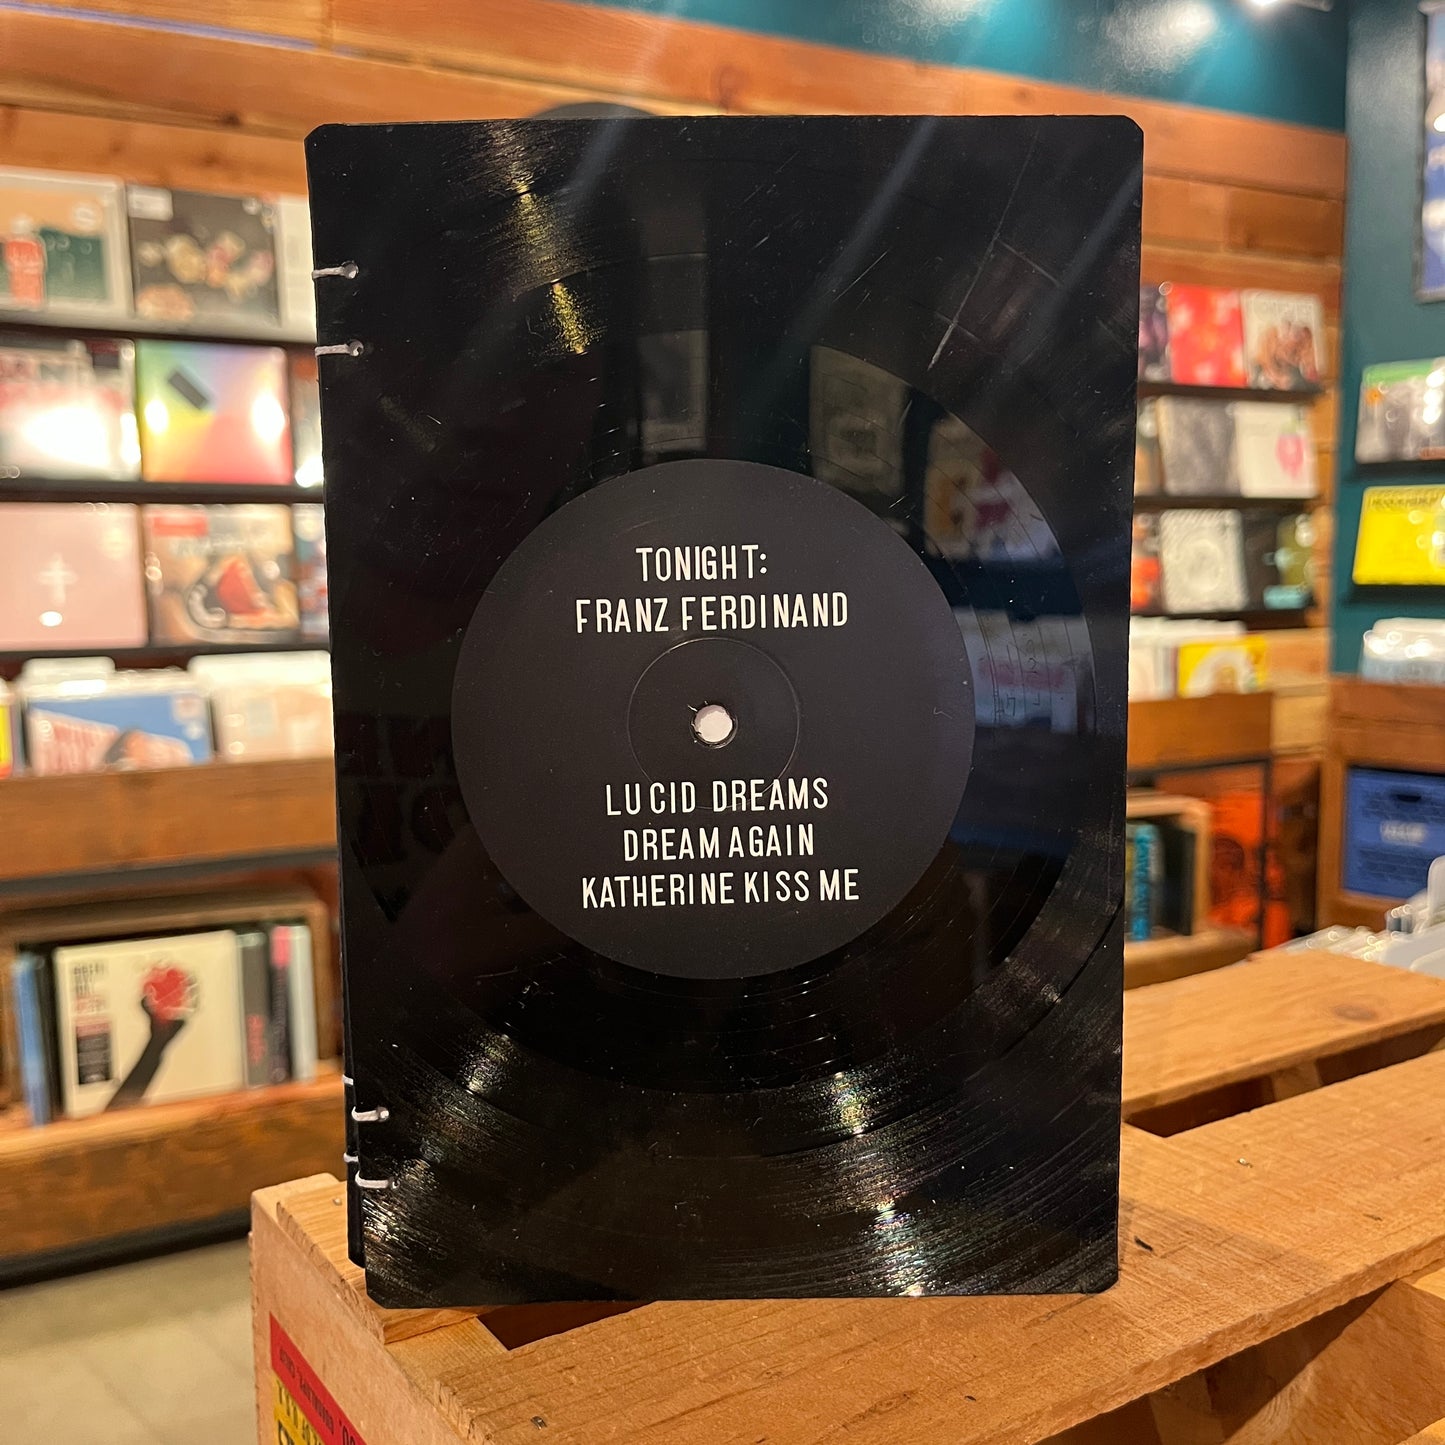 TONIGHT:
FRANZ FERDINAND
LUCID DREAMS
DREAM AGAIN
KATHERINE KISS ME